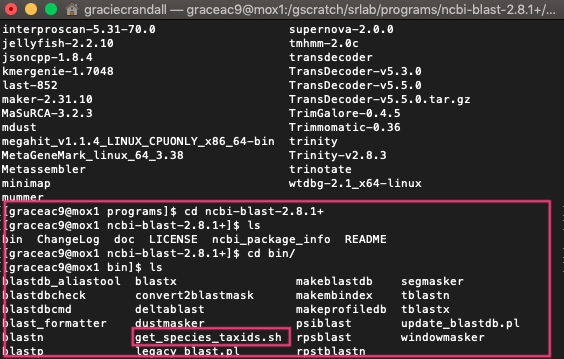 graciecrandall — graceac9@mox1:/gscratch/srlab/programs/ncbi-blast-2.8.1+/...
interproscan-5.31-70.0 supernova-2.0.0
jellyfish-2.2.10 tmhmm-2.0c
jsoncpp-1.8.4 transdecoder
kmergenie-1.7048 TransDecoder-v5.3.0
last-852 TransDecoder-v5.5.0
maker-2.31.10 TransDecoder-v5.5.0.tar.gz
MaSuRCA-3.2.3 TrimGalore-0.4.5
mdust Trimmomatic-0.36
megahit_v1.1.4_LINUX_CPUONLY_x86_64-bin trinity
MetaGeneMark_linux_64_3.38 Trinity-v2.8.3
Metassembler trinotate
minimap wtdbg-2.1_x64-linux
mummer
[graceac9@mox1 programs]$ cd ncbi-blast-2.8.1+
[graceac9@mox1 ncbi-blast-2.8.1+]$ ls
bin ChangeLog doc LICENSE ncbi_package_info README
[graceac9@mox1 ncbi-blast-2.8.1+]$ cd bin/
[graceac9@mox1 bin]$ ls
blastdb_aliastool blastx makeblastdb segmasker
blastdbcheck convert2blastmask makembindex tblastn
blastdbcmd deltablast makeprofiledb tblastx
blast_formatter dustmasker psiblast update_blastdb.pl
blastn get_species_taxids.sh rpsblast windowmasker
blastp legacy_blast.pl rpstblastn